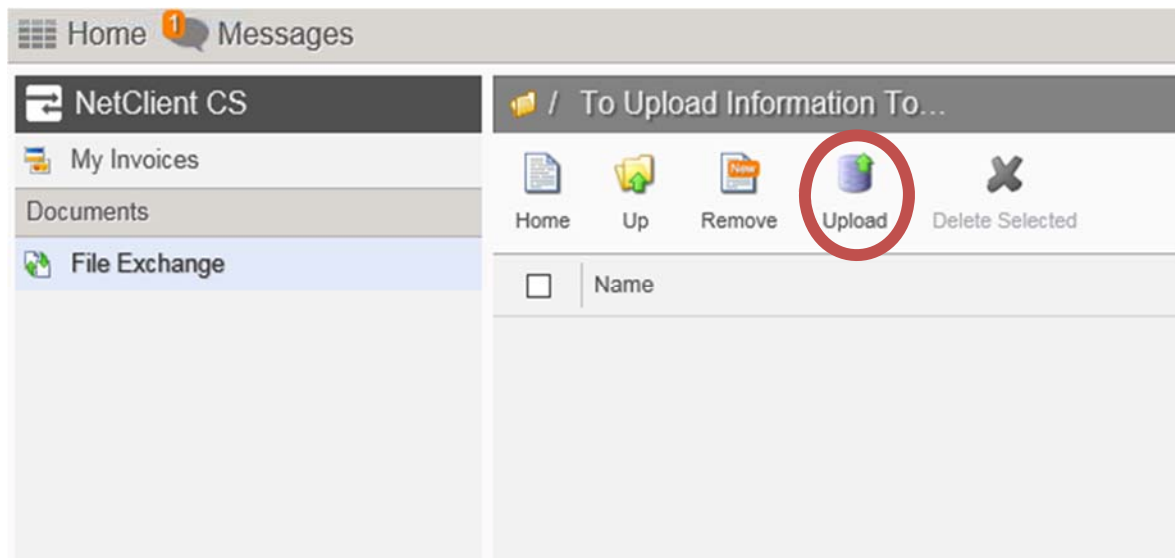 Home 1 Messages
NetClient CS
My Invoices
Documents
File Exchange
/ To Upload Information To...
Home Up New Remove Upload Delete Selected
Name